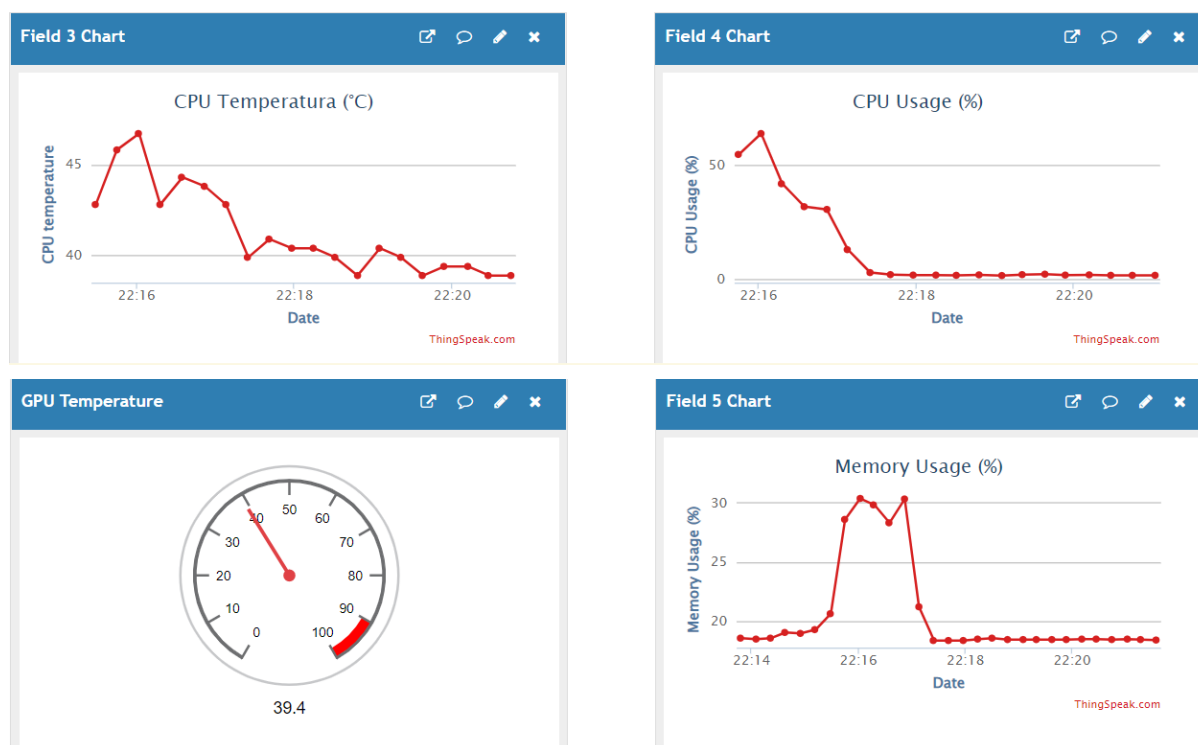 Field 3 Chart
CPU Temperatura (°C)
CPU temperature
45
40
22:16 22:18 22:20
Date
ThingSpeak.com
Field 4 Chart
CPU Usage (%)
CPU Usage (%)
50
0
22:16 22:18 22:20
Date
ThingSpeak.com
GPU Temperature
0
10
20
30
40
50
60
70
80
90
100
39.4
Field 5 Chart
Memory Usage (%)
Memory Usage (%)
30
25
20
22:14 22:16 22:18 22:20
Date
ThingSpeak.com